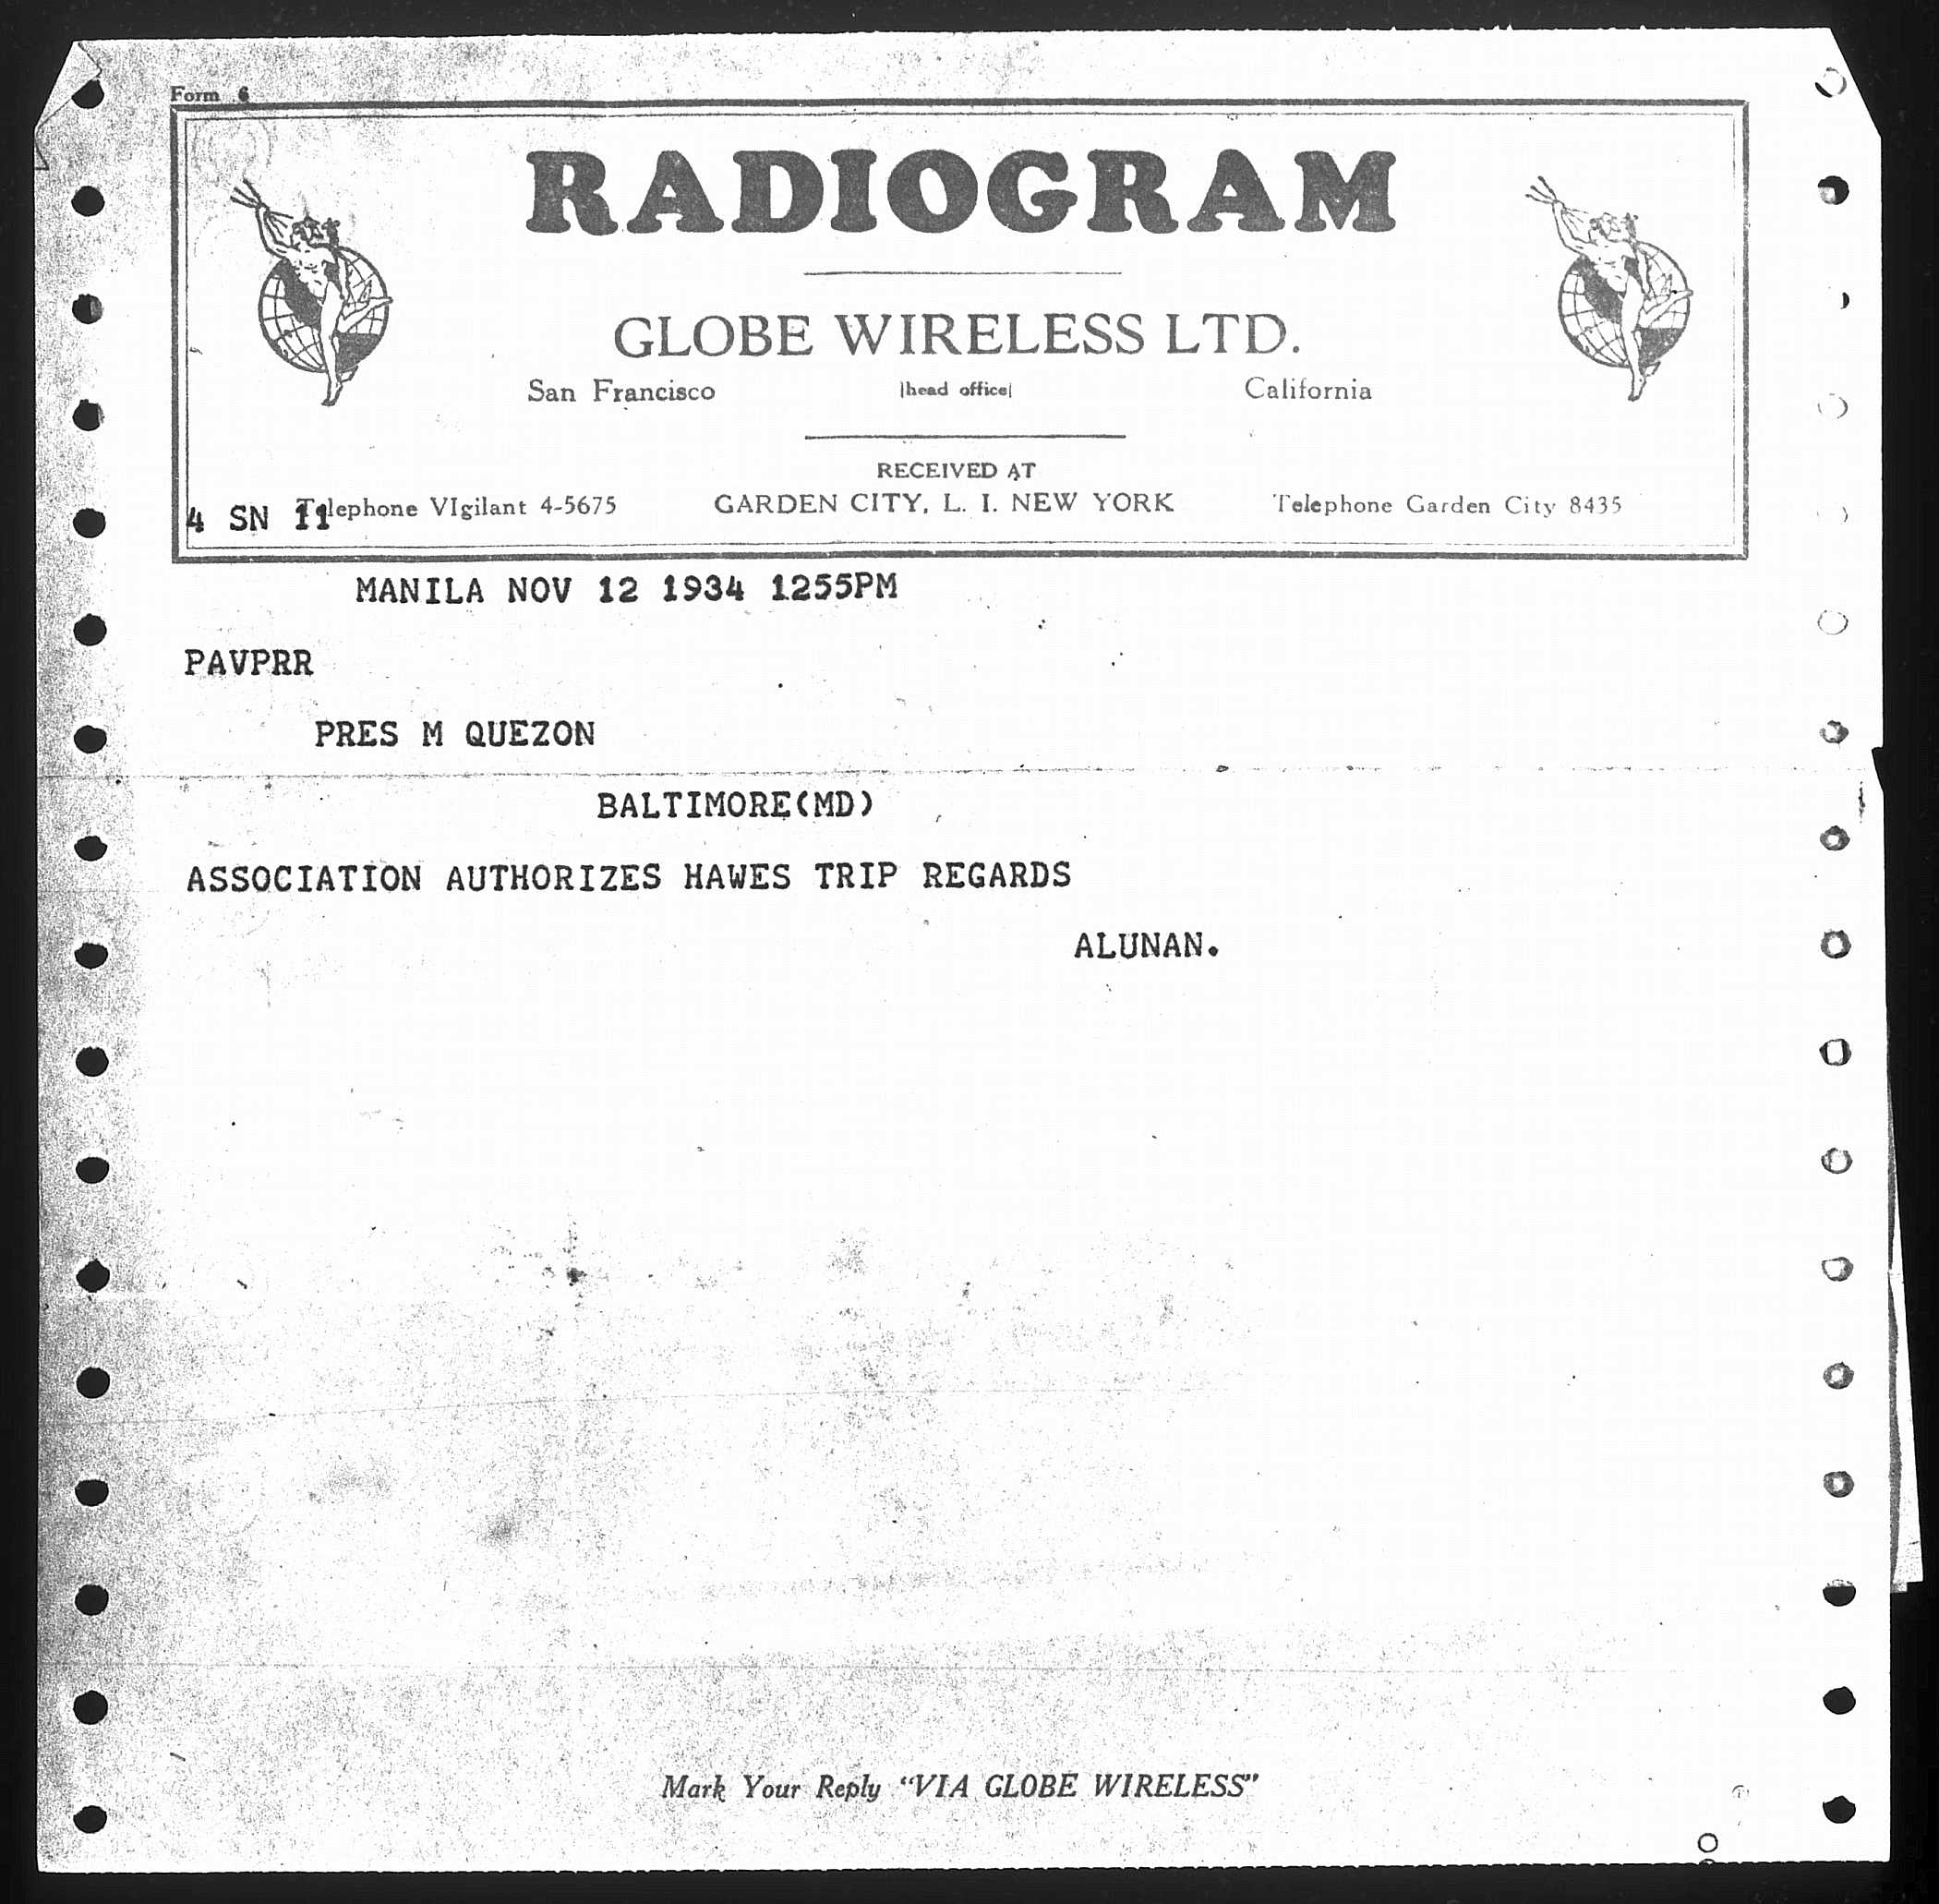 Form 6
RADIOGRAM
GLOBE WIRELESS LTD.
San Francisco |head office| California
RECEIVED AT
4 SN 11 Telephone VIgilant 4-5675 GARDEN CITY, L. I. NEW YORK Telephone Garden City 8435
MANILA NOV 12 1934 1255PM
PAVPRR
PRES M QUEZON
BALTIMORE(MD)
ASSOCIATION AUTHORIZES HAWES TRIP REGARDS
ALUNAN.
Mark Your Reply “VIA GLOBE WIRELESS”